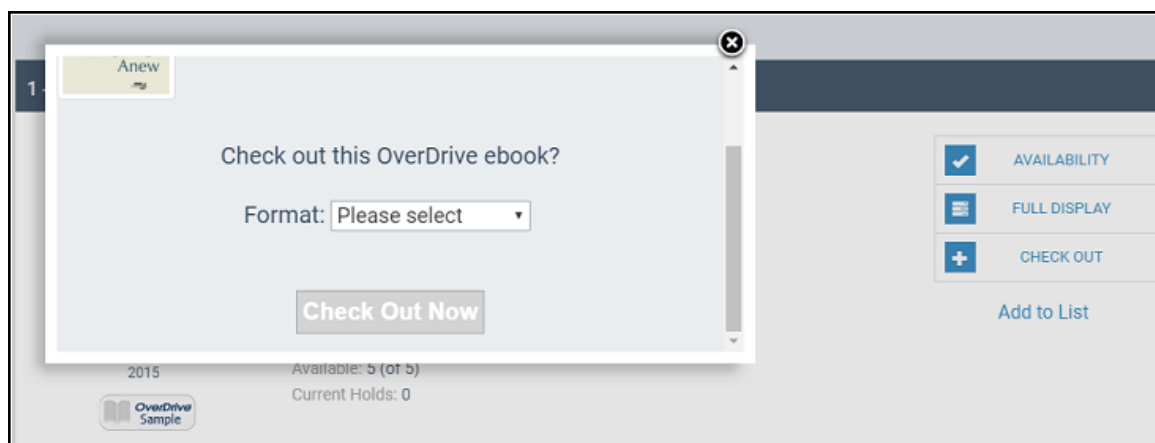 Anew
1 -
Check out this OverDrive ebook?
Format: Please select
Check Out Now
AVAILABILITY
FULL DISPLAY
CHECK OUT
Add to List
2015
Available: 5 (of 5)
Current Holds: 0
OverDrive
Sample